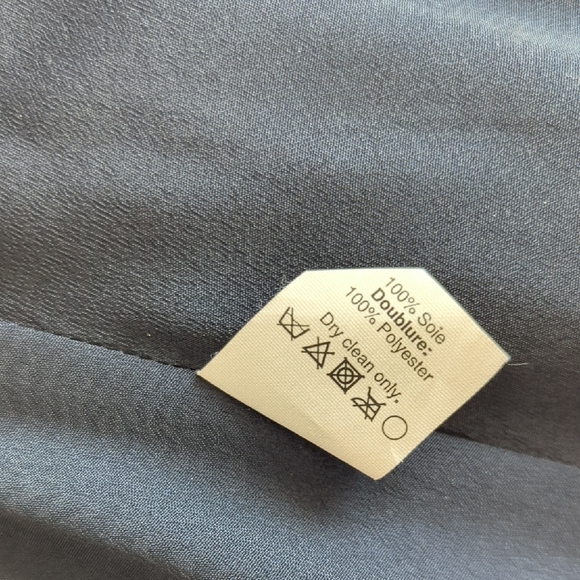 100% Soie
Doublure:
100% Polyester
Dry clean only.